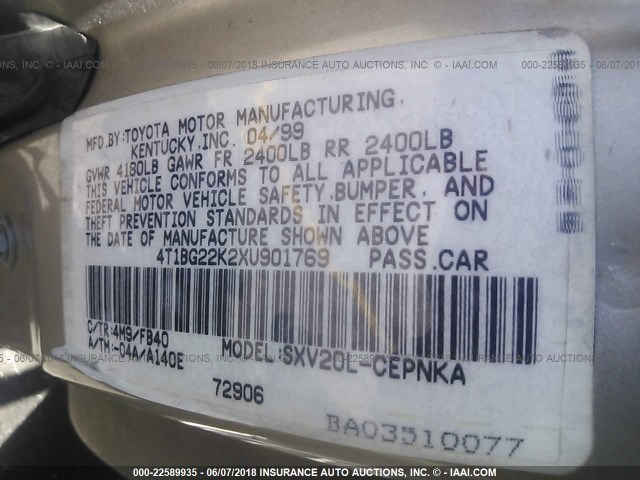 000-22589935 - 06/07/2018 INSURANCE AUTO AUCTIONS, INC. - © - IAAI.COM
MFD.BY:TOYOTA MOTOR MANUFACTURING.
KENTUCKY,INC. 04/99
GVWR 4180LB GAWR FR 2400LB RR 2400LB
THIS VEHICLE CONFORMS TO ALL APPLICABLE
FEDERAL MOTOR VEHICLE SAFETY,BUMPER, AND
THEFT PREVENTION STANDARDS IN EFFECT ON
THE DATE OF MANUFACTURE SHOWN ABOVE
4T1BG22K2XU901769 PASS.CAR
C/TR:4M9/FB40
A/TM:-04A/A140E
MODEL:SXV20L-CEPNKA
72906
BA03510077
000-22589935 - 06/07/2018 INSURANCE AUTO AUCTIONS, INC. - © - IAAI.COM